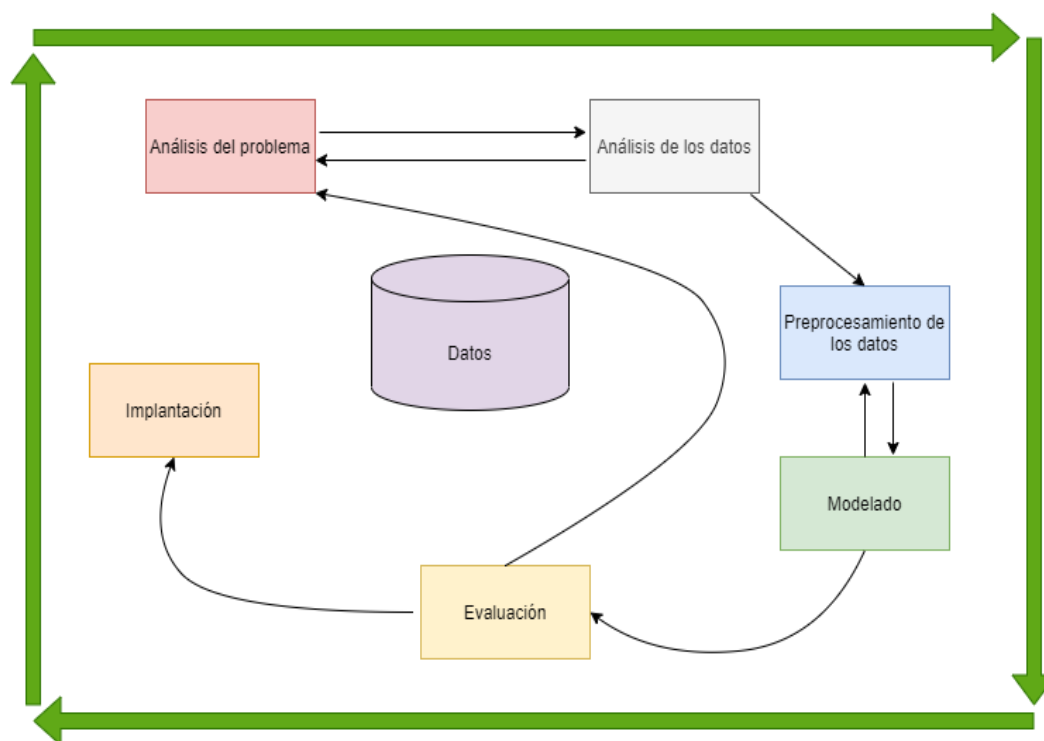 Análisis del problema
Análisis de los datos
Preprocesamiento de
los datos
Datos
Implantación
Modelado
Evaluación